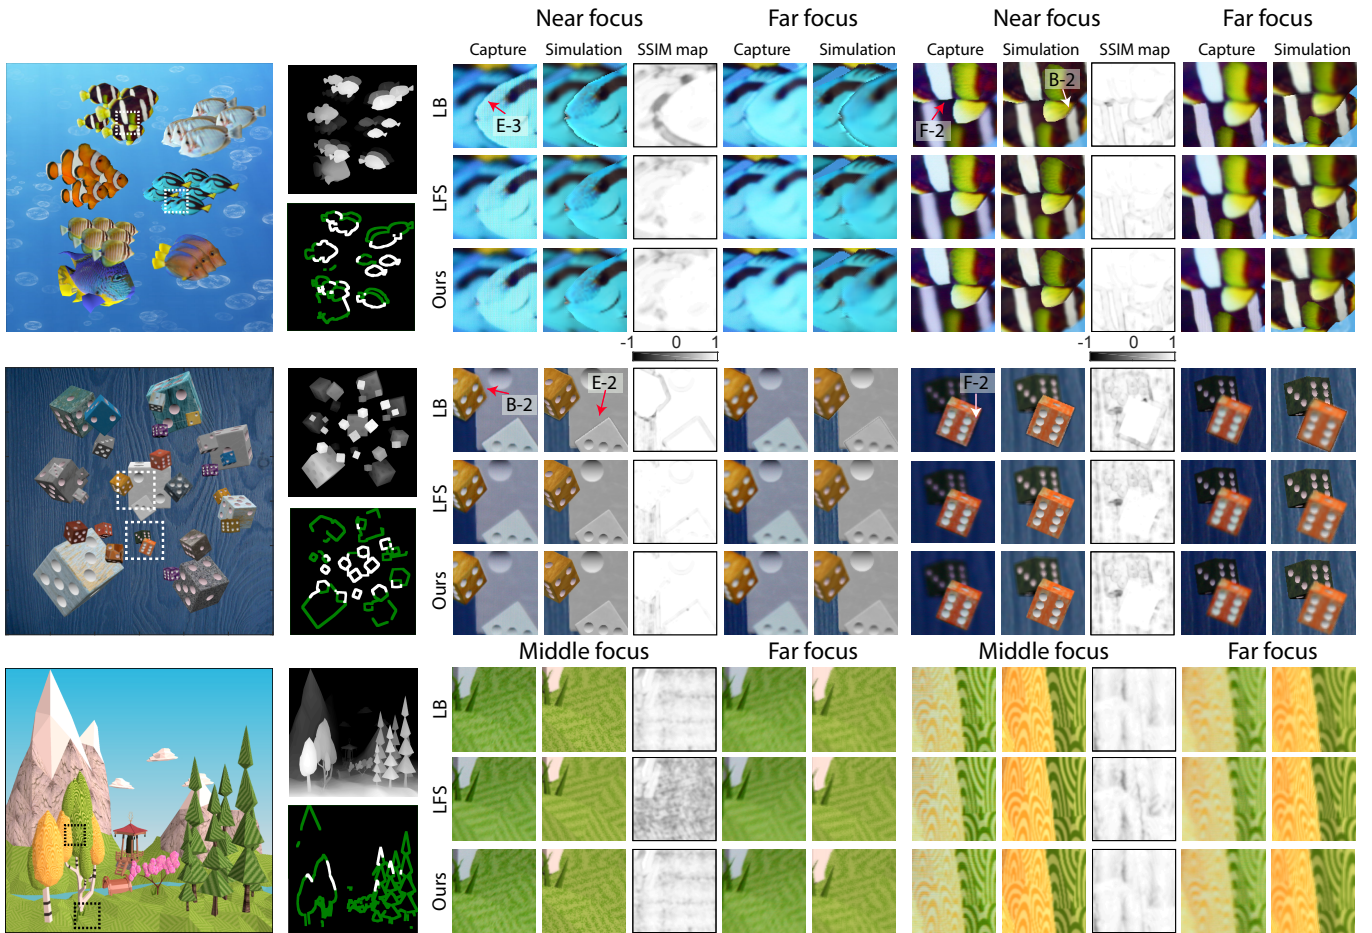 Near focus Far focus Near focus Far focus
Capture Simulation SSIM map Capture Simulation Capture Simulation SSIM map Capture Simulation
LB
E-3
F-2
B-2
LFS
Ours
-1 0 1
-1 0 1
LB
B-2
E-2
F-2
LFS
Ours
Middle focus Far focus Middle focus Far focus
LB
LFS
Ours